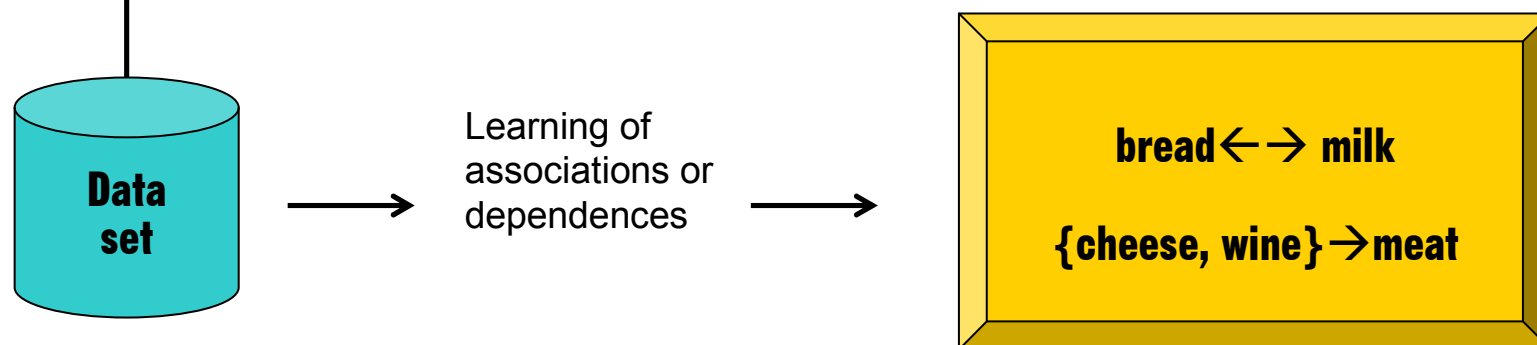 Data
set
Learning of
associations or
dependences
bread←→ milk
{cheese, wine}→meat